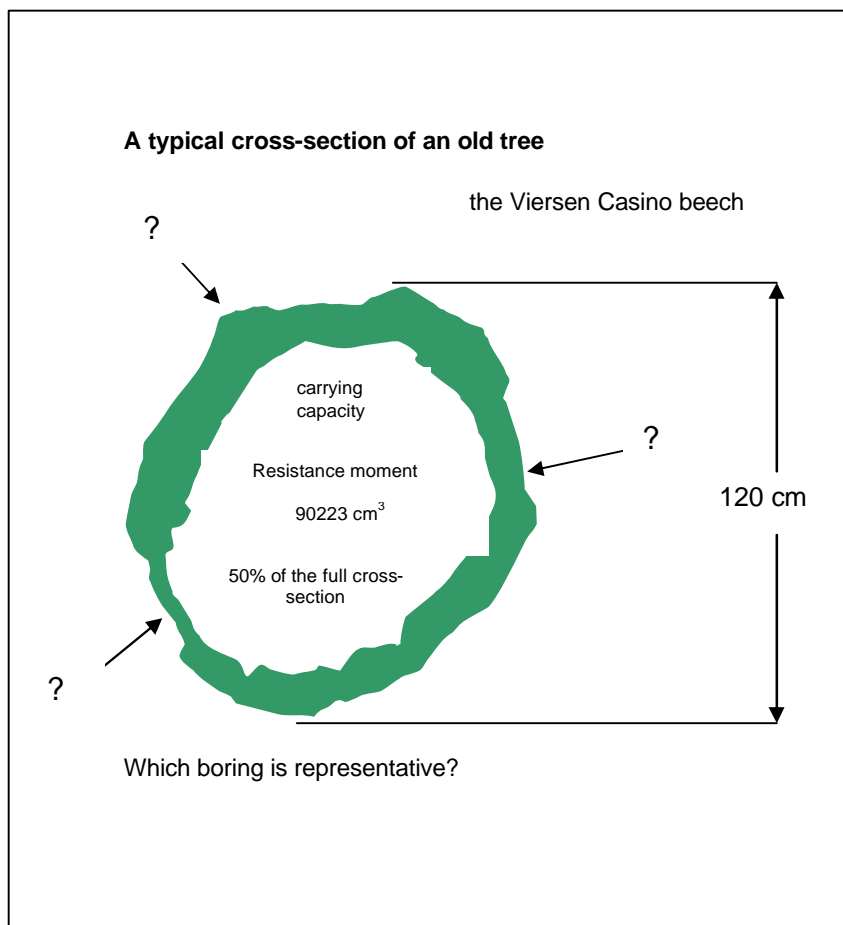 A typical cross-section of an old tree
the Viersen Casino beech
?
carrying
capacity
?
Resistance moment
120 cm
90223 cm³
50% of the full cross-
section
?
Which boring is representative?